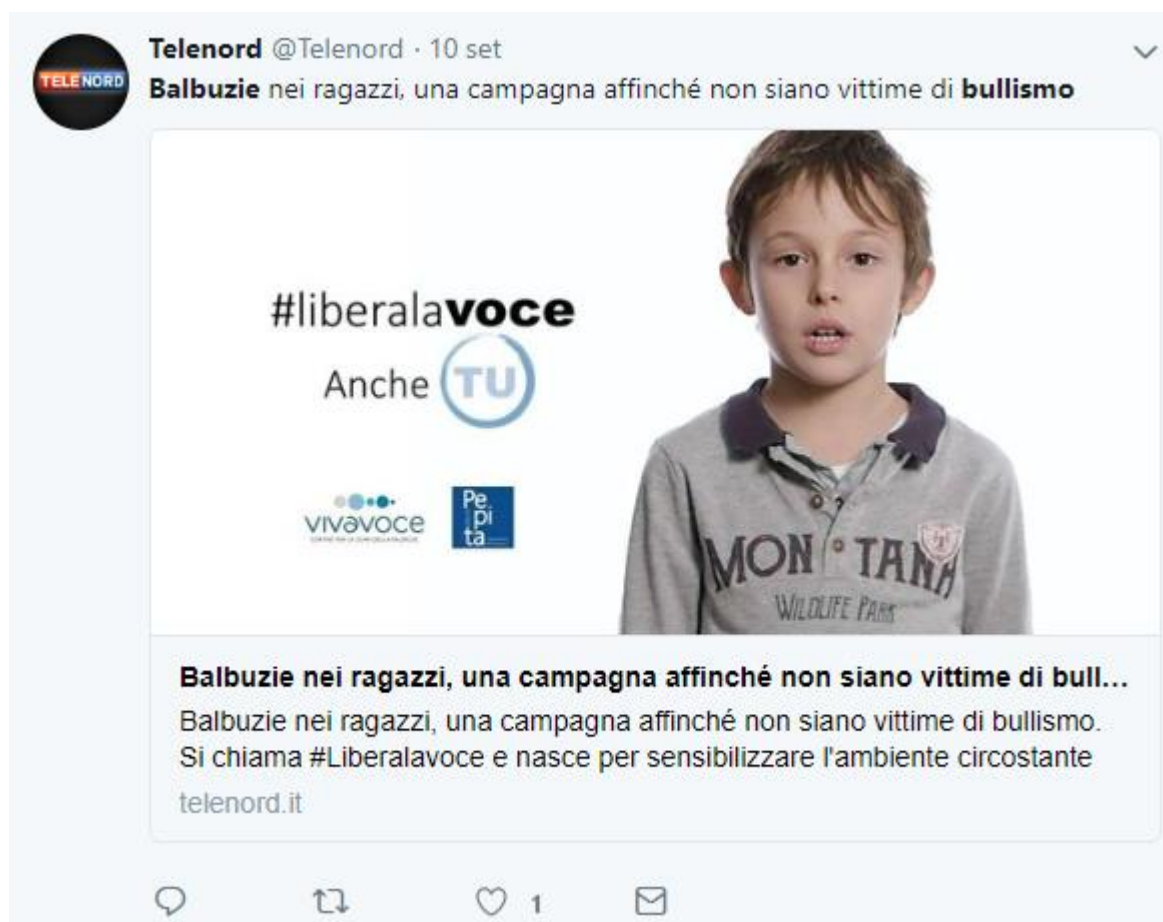 Telenord @Telenord · 10 set
TELENORD
Balbuzie nei ragazzi, una campagna affinché non siano vittime di bullismo
#liberalavoce
Anche TU
vivavoce
Pe.
pi
ta
MONTANA
WILDLIFE PARK
Balbuzie nei ragazzi, una campagna affinché non siano vittime di bull...
Balbuzie nei ragazzi, una campagna affinché non siano vittime di bullismo.
Si chiama #Liberalavoce e nasce per sensibilizzare l'ambiente circostante
telenord.it
1